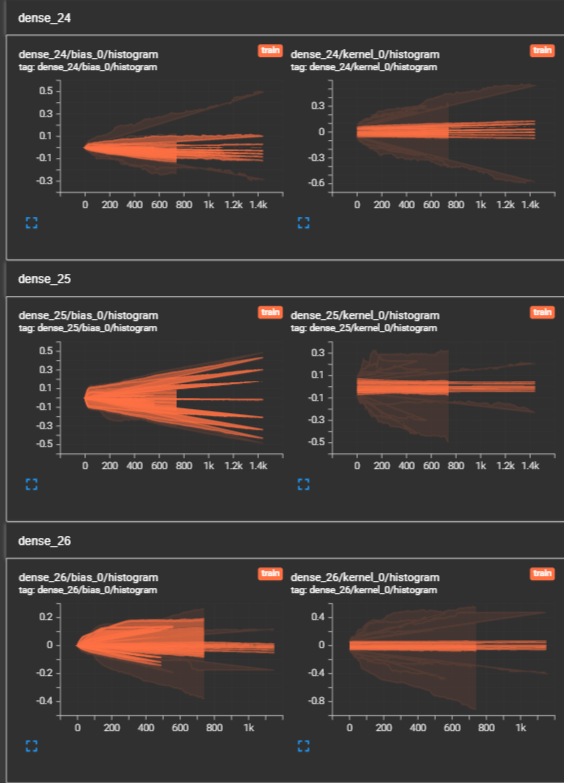 dense_24
dense_24/bias_0/histogram train
tag: dense_24/bias_0/histogram
0.5
0.3
0.1
-0.1
-0.3
0 200 400 600 800 1k 1.2k 1.4k
dense_24/kernel_0/histogram train
tag: dense_24/kernel_0/histogram
0.3
0
-0.3
-0.6
0 200 400 600 800 1k 1.2k 1.4k
dense_25
dense_25/bias_0/histogram train
tag: dense_25/bias_0/histogram
0.5
0.3
0.1
-0.1
-0.3
-0.5
0 200 400 600 800 1k 1.2k 1.4k
dense_25/kernel_0/histogram train
tag: dense_25/kernel_0/histogram
0.3
0.1
-0.1
-0.3
-0.5
0 200 400 600 800 1k 1.2k 1.4k
dense_26
dense_26/bias_0/histogram train
tag: dense_26/bias_0/histogram
0.2
0
-0.2
-0.4
0 200 400 600 800 1k
dense_26/kernel_0/histogram train
tag: dense_26/kernel_0/histogram
0.4
0
-0.4
-0.8
0 200 400 600 800 1k